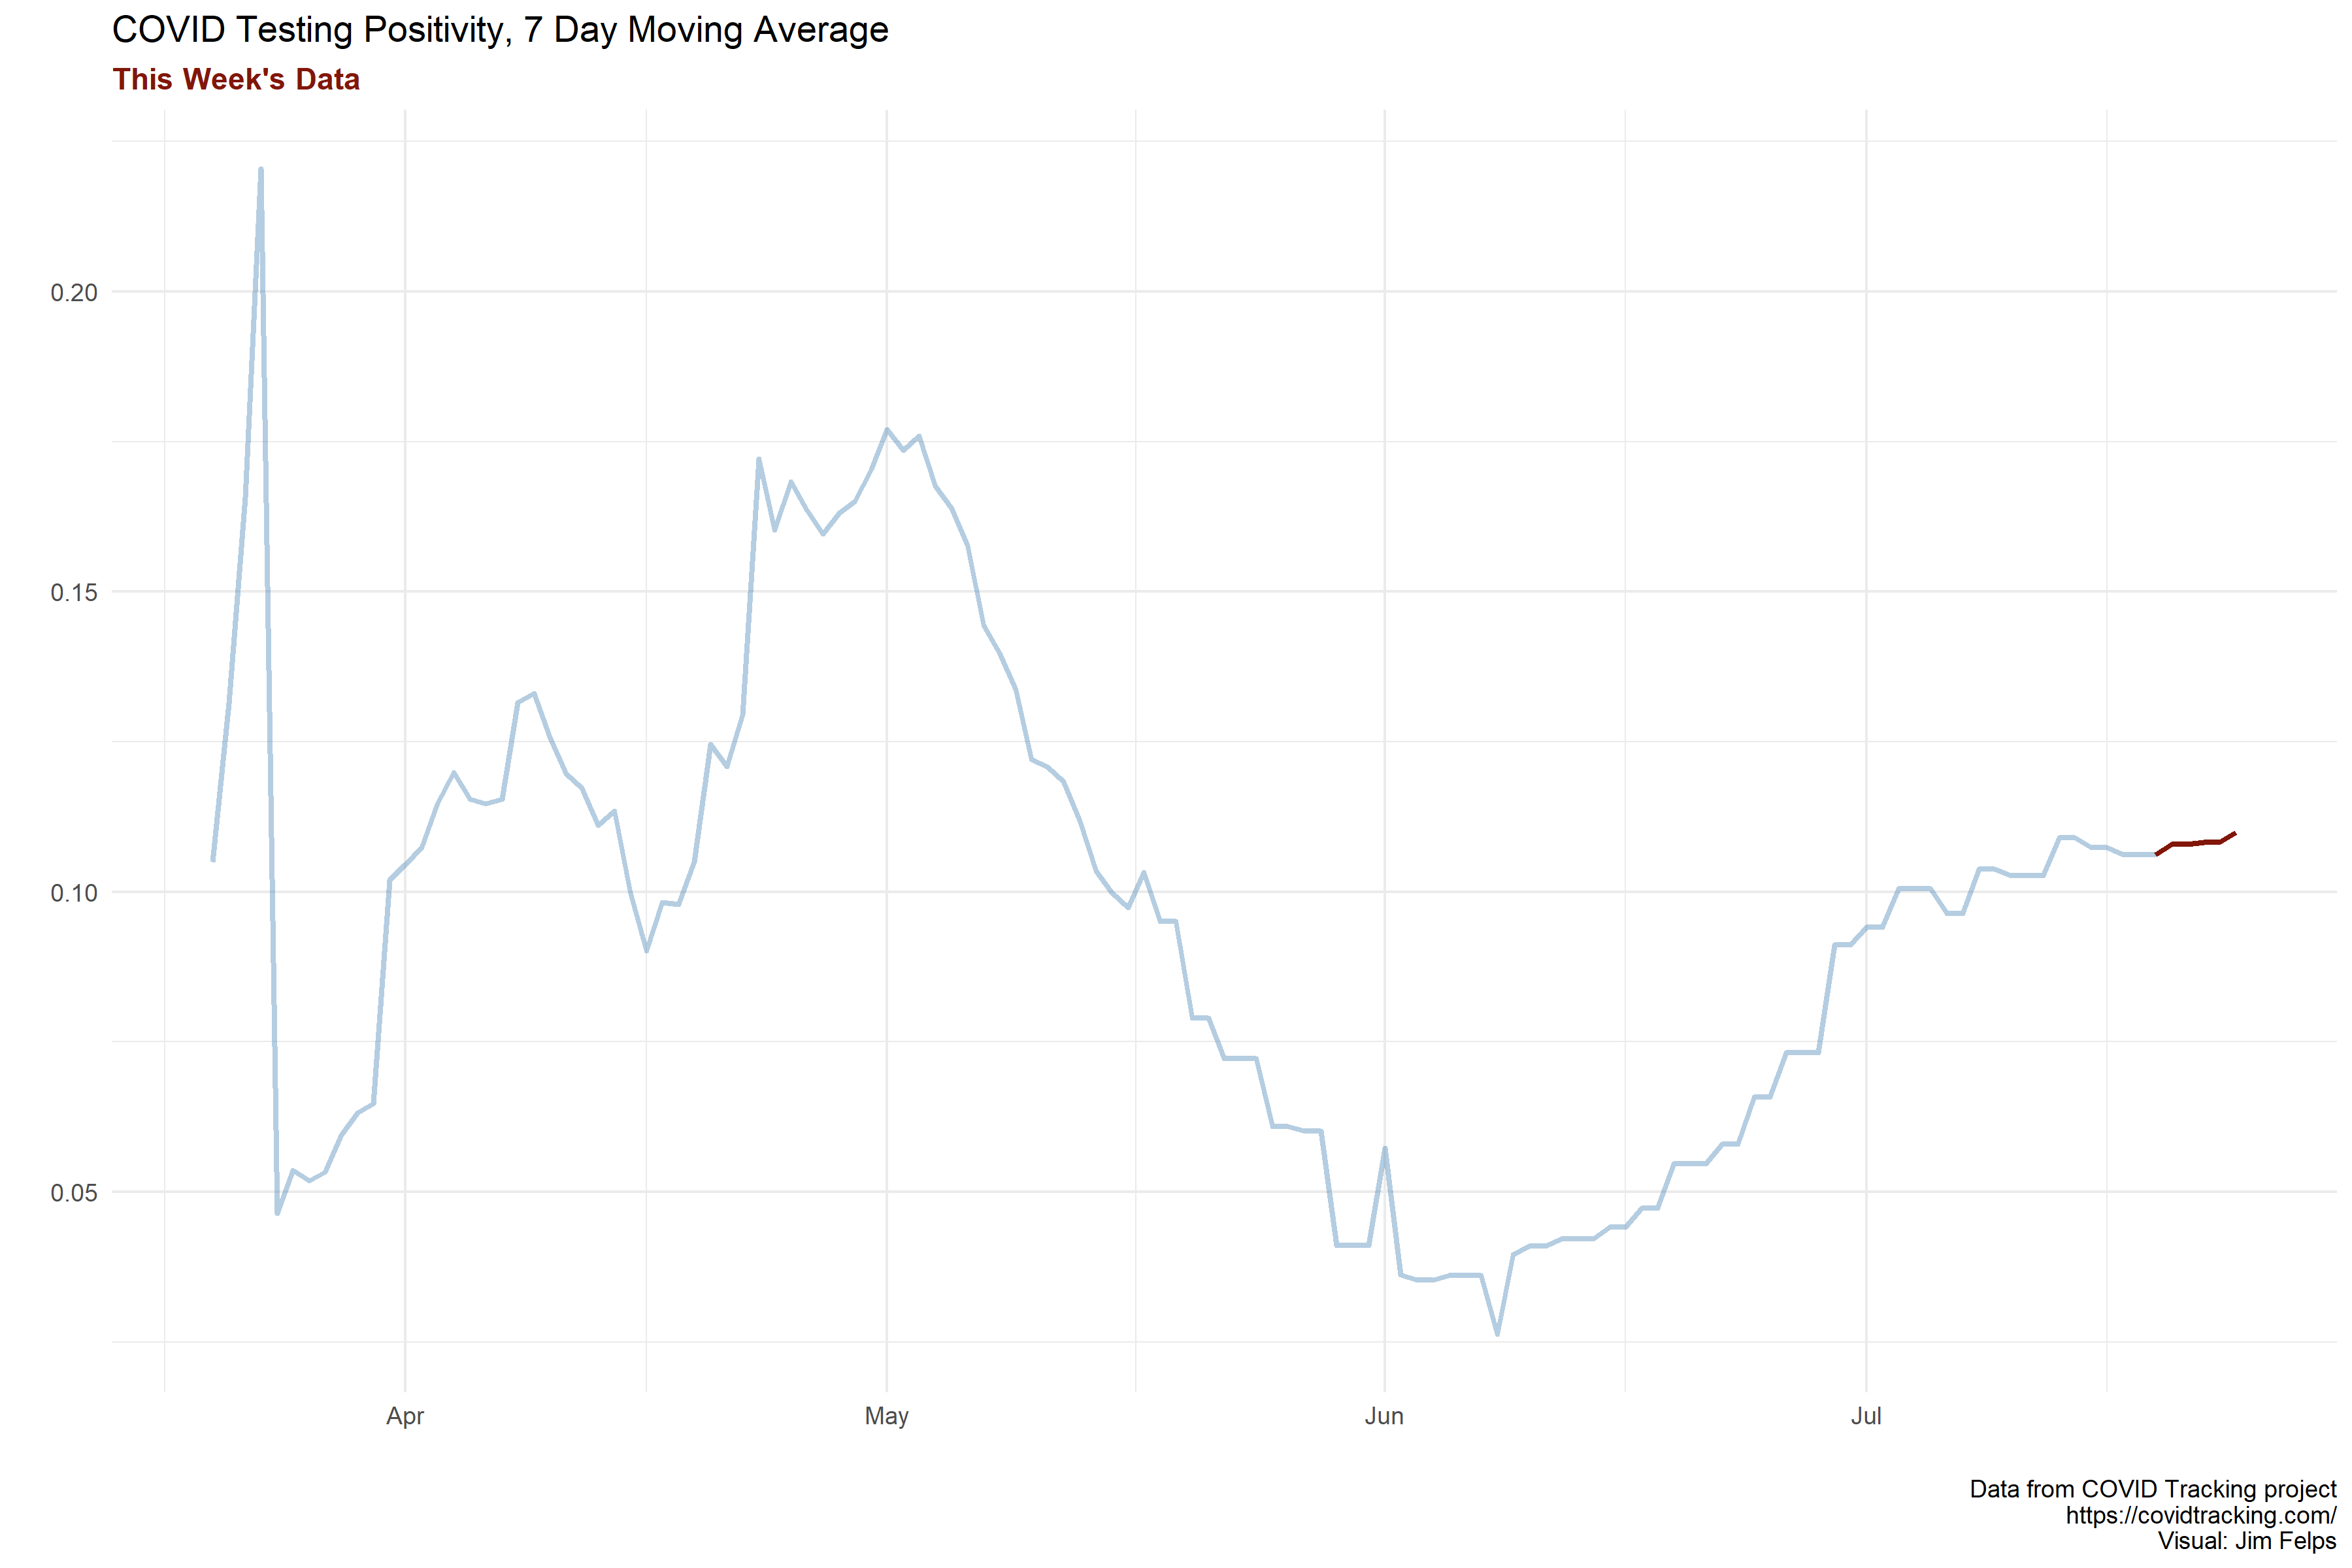 COVID Testing Positivity, 7 Day Moving Average
This Week's Data
0.20
0.15
0.10
0.05
Apr May Jun Jul
Data from COVID Tracking project
https://covidtracking.com/
Visual: Jim Felps